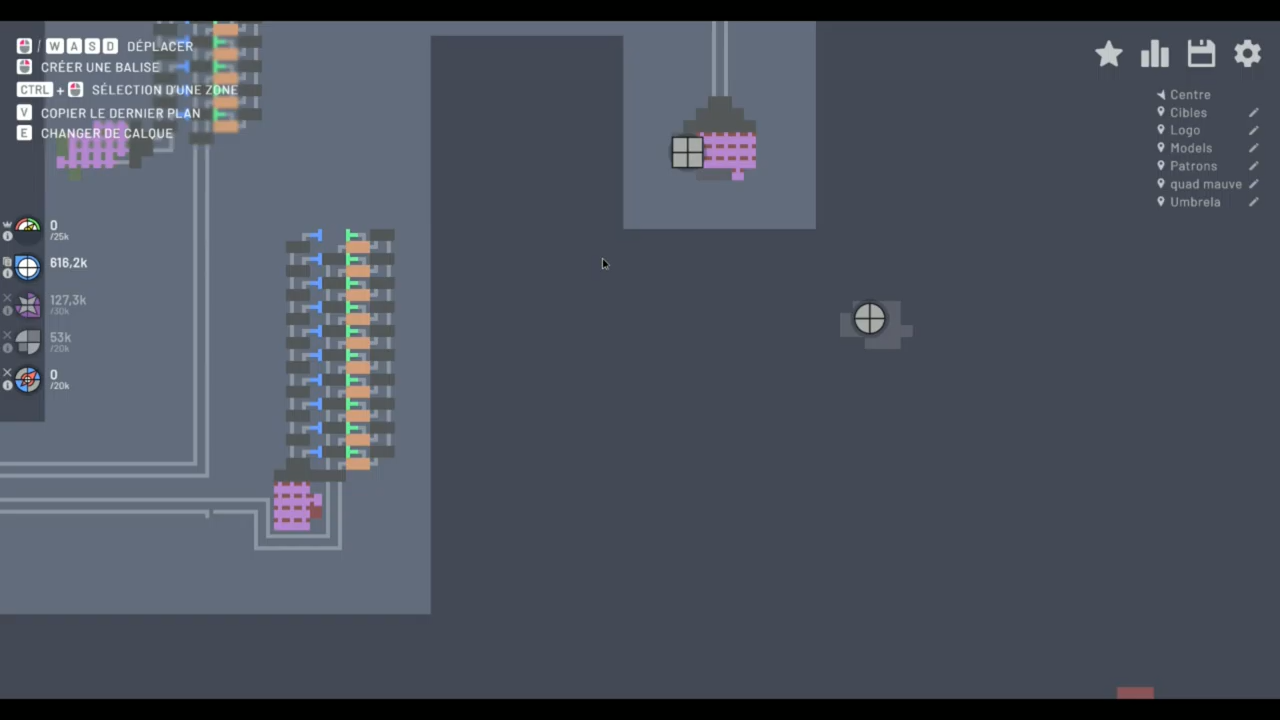 / W A S D DÉPLACER
CRÉER UNE BALISE
CTRL + SÉLECTION D'UNE ZONE
V COPIER LE DERNIER PLAN
E CHANGER DE CALQUE
0
/25k
616,2k
127,3k
/30k
53k
/20k
0
/20k
Centre
Cibles
Logo
Models
Patrons
quad mauve
Umbrela